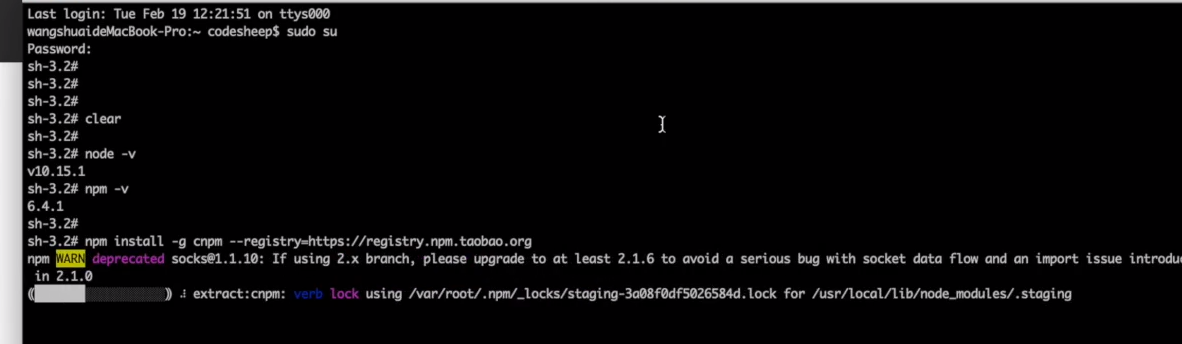 Last login: Tue Feb 19 12:21:51 on ttys000
wangshuaideMacBook-Pro:~ codesheep$ sudo su
Password:
sh-3.2#
sh-3.2#
sh-3.2#
sh-3.2# clear
sh-3.2#
sh-3.2# node -v
v10.15.1
sh-3.2# npm -v
6.4.1
sh-3.2#
sh-3.2# npm install -g cnpm --registry=https://registry.npm.taobao.org
npm WARN deprecated socks@1.1.10: If using 2.x branch, please upgrade to at least 2.1.6 to avoid a serious bug with socket data flow and an import issue introdu
in 2.1.0
extract:cnpm: verb lock using /var/root/.npm/_locks/staging-3a08f0df5026584d.lock for /usr/local/lib/node_modules/.staging